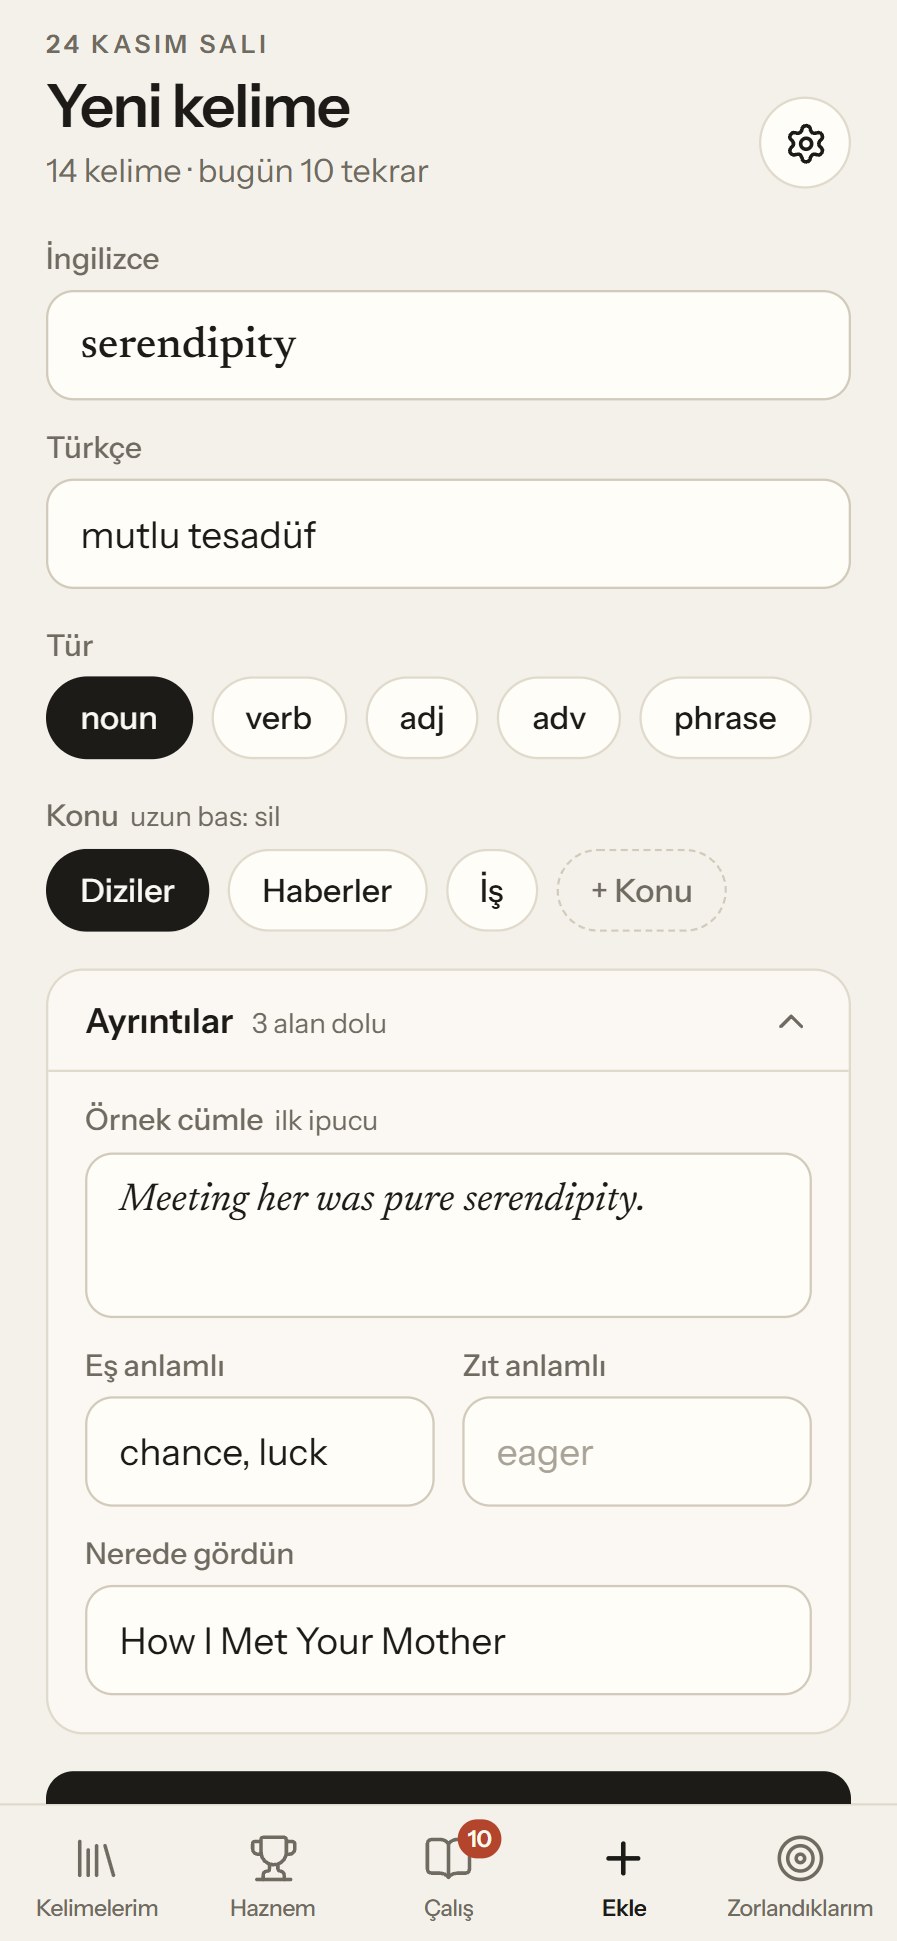 24 KASIM SALI
Yeni kelime
14 kelime · bugün 10 tekrar
İngilizce
serendipity
Türkçe
mutlu tesadüf
Tür
noun verb adj adv phrase
Konu uzun bas: sil
Diziler Haberler İş + Konu
Ayrıntılar 3 alan dolu
Örnek cümle ilk ipucu
Meeting her was pure serendipity.
Eş anlamlı Zıt anlamlı
chance, luck eager
Nerede gördün
How I Met Your Mother
10
Kelimelerim Haznem Çalış Ekle Zorlandıklarım